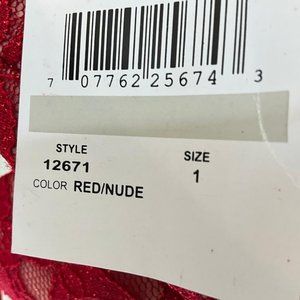 7 07762 25674 3
STYLE SIZE
12671 1
COLOR RED/NUDE